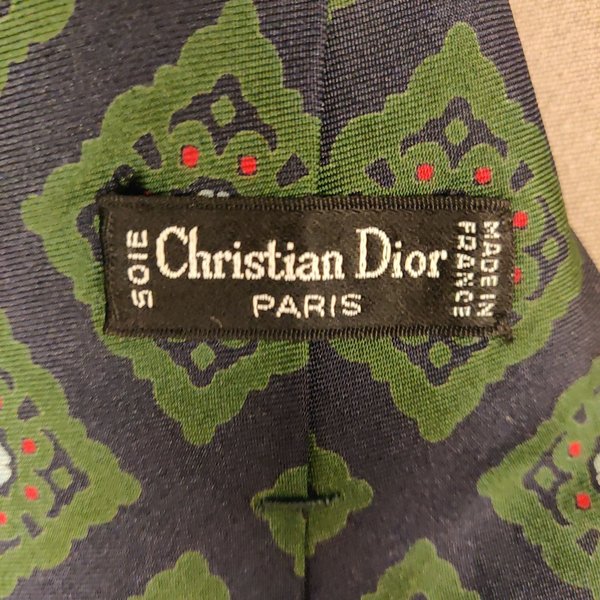 SOIE
Christian Dior
PARIS
MADE IN
FRANCE